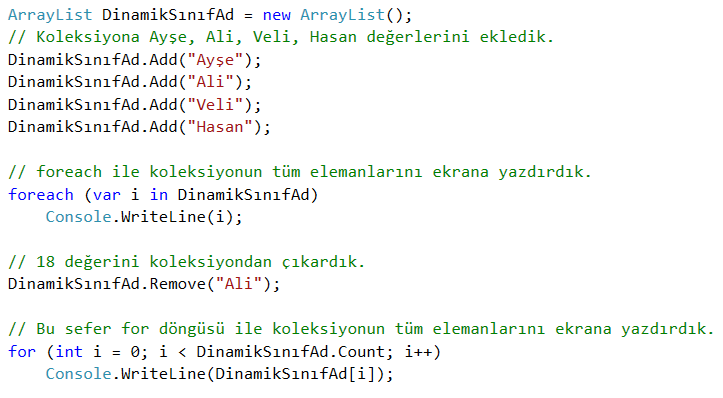 ArrayList DinamikSınıfAd = new ArrayList();
// Koleksiyona Ayşe, Ali, Veli, Hasan değerlerini ekledik.
DinamikSınıfAd.Add("Ayşe");
DinamikSınıfAd.Add("Ali");
DinamikSınıfAd.Add("Veli");
DinamikSınıfAd.Add("Hasan");
// foreach ile koleksiyonun tüm elemanlarını ekrana yazdırdık.
foreach (var i in DinamikSınıfAd)
Console.WriteLine(i);
// 18 değerini koleksiyondan çıkardık.
DinamikSınıfAd.Remove("Ali");
// Bu sefer for döngüsü ile koleksiyonun tüm elemanlarını ekrana yazdırdık.
for (int i = 0; i < DinamikSınıfAd.Count; i++)
Console.WriteLine(DinamikSınıfAd[i]);